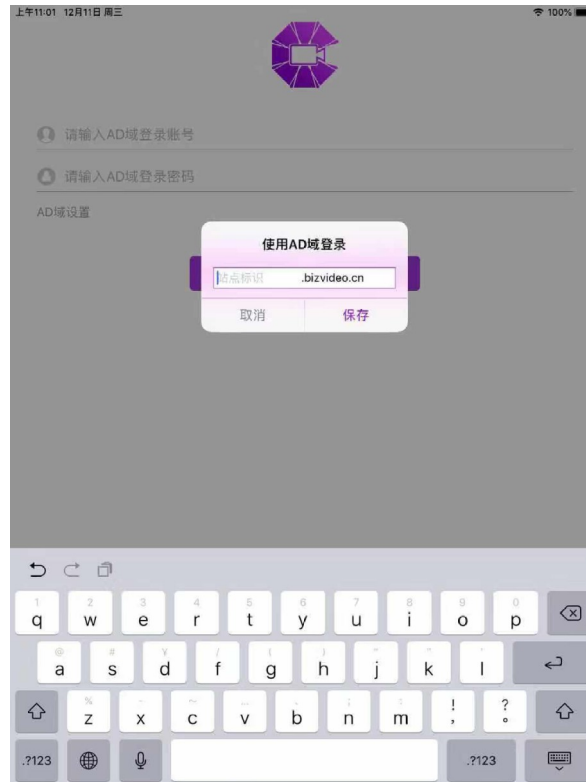 上午11:01 12月11日 周三 100%
请输入AD域登录账号
请输入AD域登录密码
AD域设置
使用AD域登录
站点标识 .bizvideo.cn
取消 保存
1 2 3 4 5 6 7 8 9 0
q w e r t y u i o p
a s d f g h j k l
z x c v b n m ! , ? 。
.?123 .?123